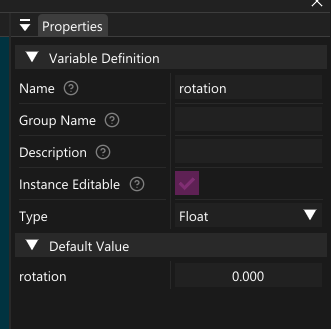 Properties
Variable Definition
Name ? rotation
Group Name ?
Description ?
Instance Editable ?
Type Float
Default Value
rotation 0.000